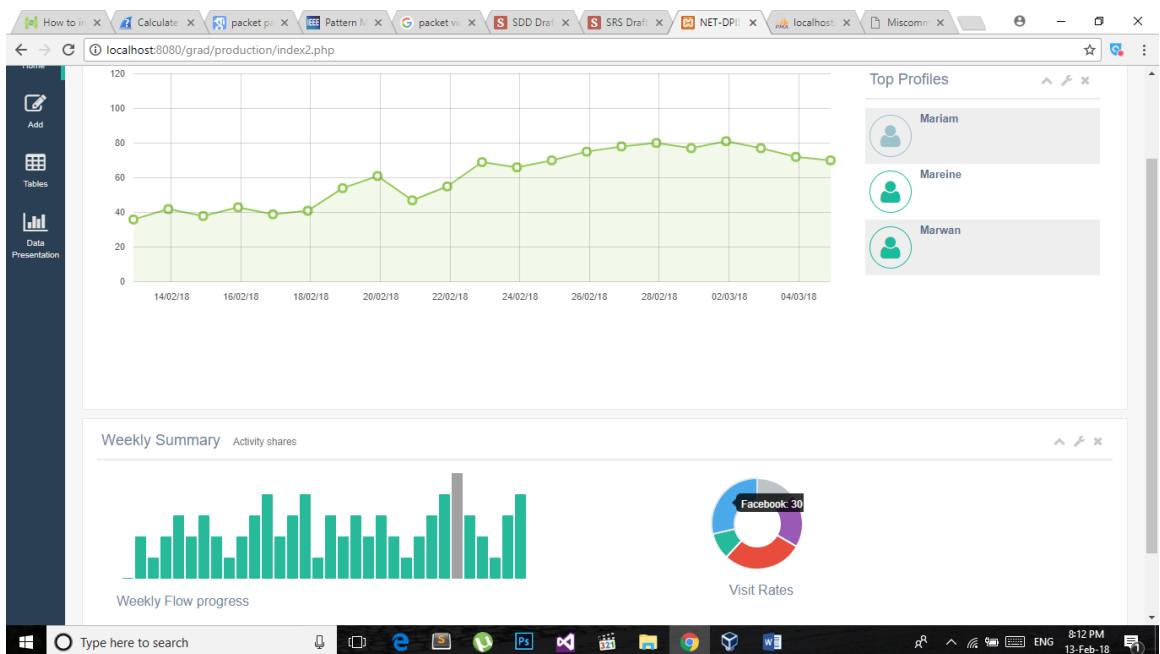 How to in
Calculate
packet pa
Pattern M
packet vi
SDD Draf
SRS Draf
NET-DPI
localhost
Miscomm
localhost:8080/grad/production/index2.php
Home
Add
Tables
Data
Presentation
120
100
80
60
40
20
0
14/02/18 16/02/18 18/02/18 20/02/18 22/02/18 24/02/18 26/02/18 28/02/18 02/03/18 04/03/18
Top Profiles
Mariam
Mareine
Marwan
Weekly Summary Activity shares
Facebook: 30
Weekly Flow progress
Visit Rates
Type here to search
ENG
8:12 PM
13-Feb-18